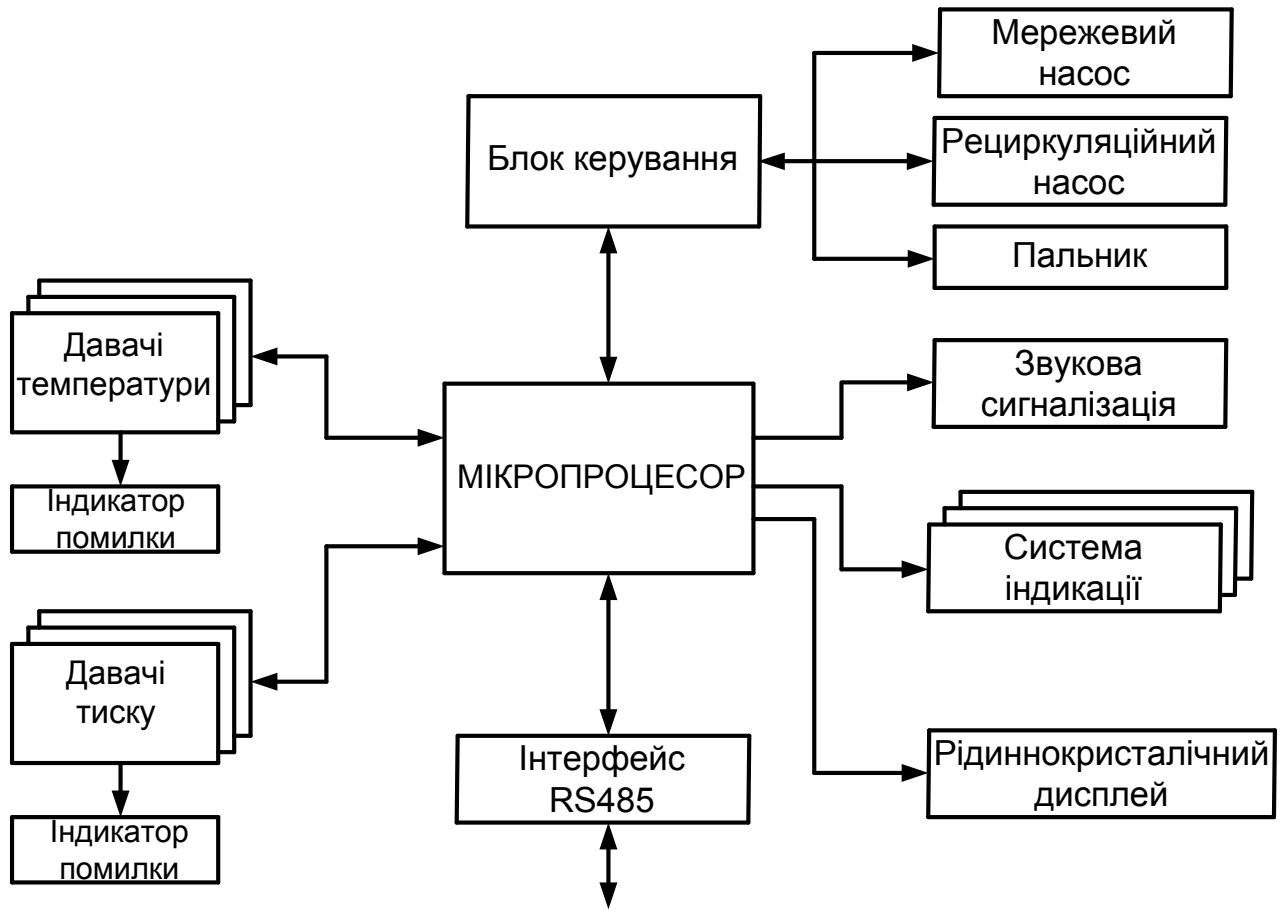 Мережевий
насос
Блок керування
Рециркуляційний
насос
Пальник
Давачі
температури
Звукова
сигналізація
МІКРОПРОЦЕСОР
Індикатор
помилки
Система
індикації
Давачі
тиску
Інтерфейс
RS485
Рідиннокристалічний
дисплей
Індикатор
помилки